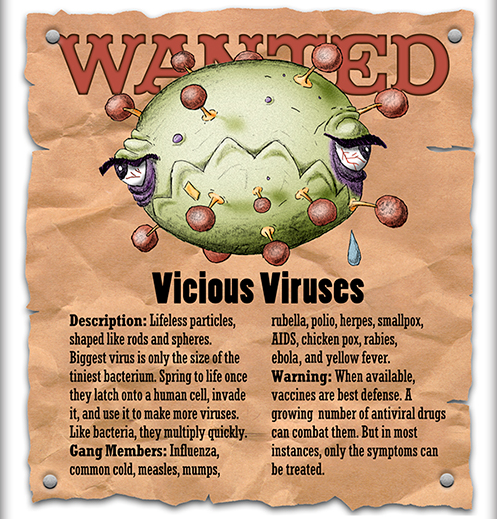 WANTED
Vicious Viruses
Description: Lifeless particles,
shaped like rods and spheres.
Biggest virus is only the size of the
tiniest bacterium. Spring to life once
they latch onto a human cell, invade
it, and use it to make more viruses.
Like bacteria, they multiply quickly.
Gang Members: Influenza,
common cold, measles, mumps,
rubella, polio, herpes, smallpox,
AIDS, chicken pox, rabies,
ebola, and yellow fever.
Warning: When available,
vaccines are best defense. A
growing number of antiviral drugs
can combat them. But in most
instances, only the symptoms can
be treated.